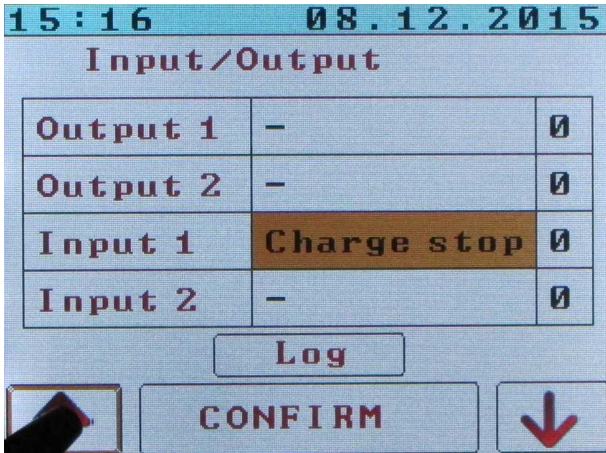 15:16 08.12.2015
Input/Output
Output 1 – 0
Output 2 – 0
Input 1 Charge stop 0
Input 2 – 0
Log
CONFIRM